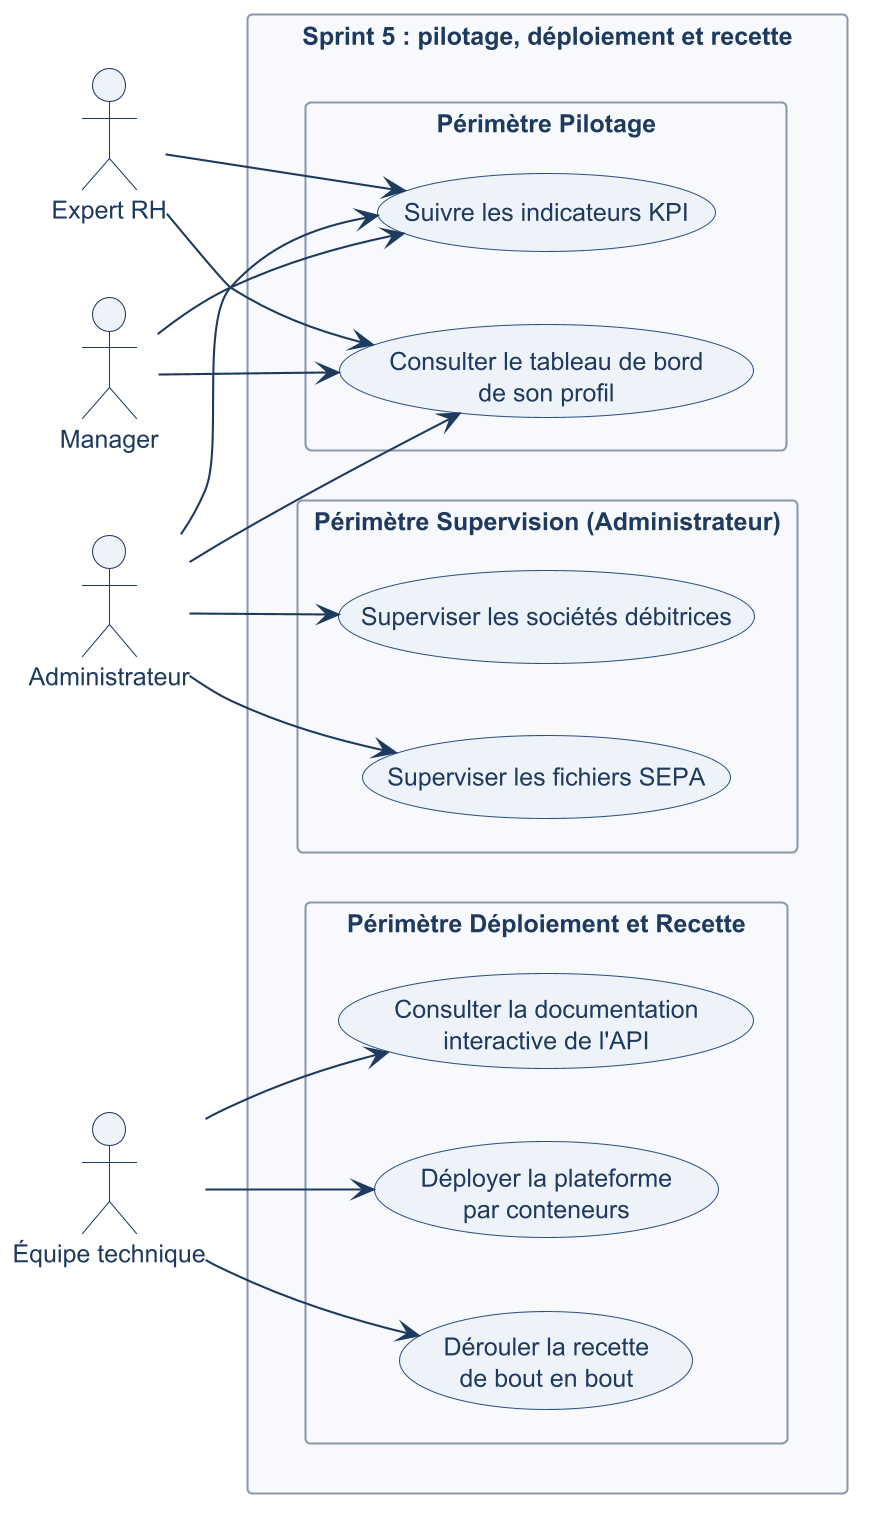 Sprint 5 : pilotage, déploiement et recette
Périmètre Pilotage
Expert RH
Suivre les indicateurs KPI
Manager
Consulter le tableau de bord
de son profil
Périmètre Supervision (Administrateur)
Administrateur
Superviser les sociétés débitrices
Superviser les fichiers SEPA
Périmètre Déploiement et Recette
Consulter la documentation
interactive de l'API
Équipe technique
Déployer la plateforme
par conteneurs
Dérouler la recette
de bout en bout